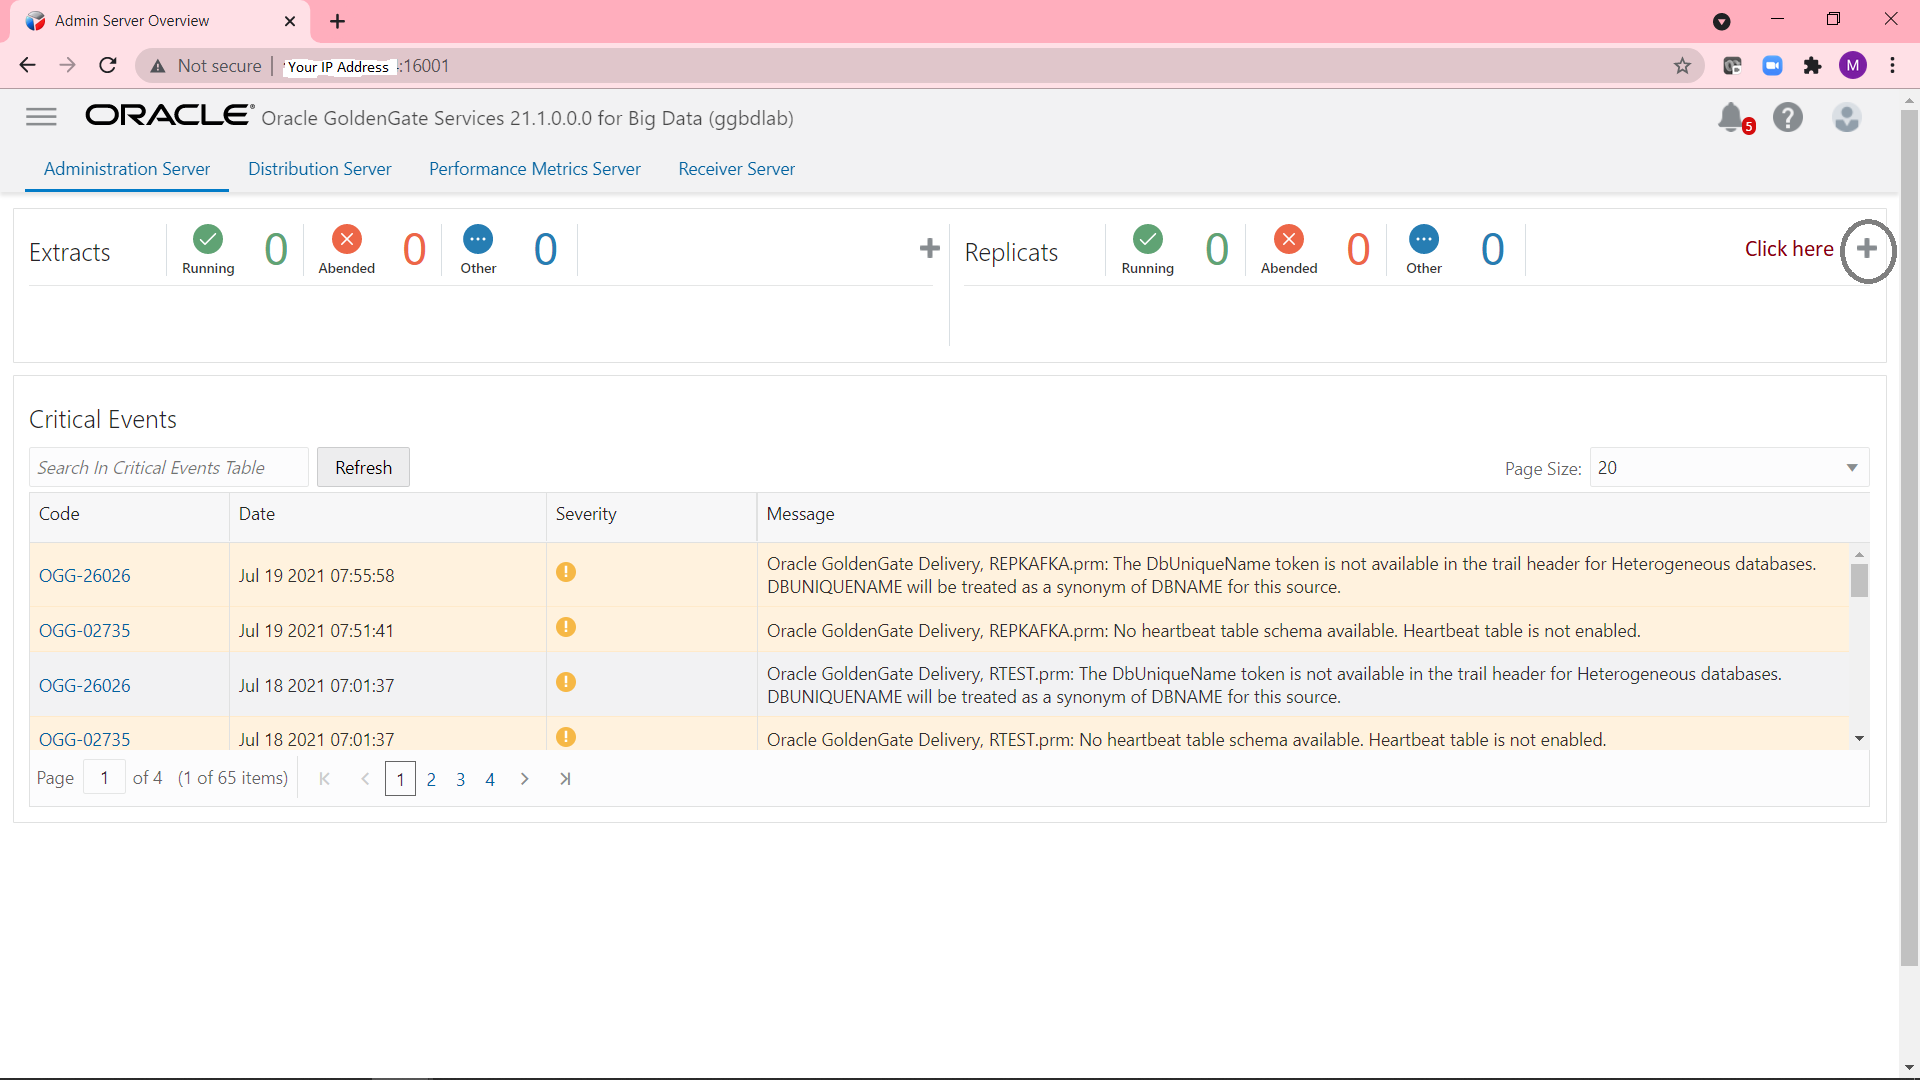 Admin Server Overview
Not secure
Your IP Address :16001
M
ORACLE Oracle GoldenGate Services 21.1.0.0.0 for Big Data (ggbdlab)
5
Administration Server Distribution Server Performance Metrics Server Receiver Server
Extracts Running 0 Abended 0 Other 0
Replicats Running 0 Abended 0 Other 0 Click here
Critical Events
Search In Critical Events Table Refresh Page Size: 20
Code Date Severity Message
OGG-26026 Jul 19 2021 07:55:58 Oracle GoldenGate Delivery, REPKAFKA.prm: The DbUniqueName token is not available in the trail header for Heterogeneous databases.
DBUNIQUENAME will be treated as a synonym of DBNAME for this source.
OGG-02735 Jul 19 2021 07:51:41 Oracle GoldenGate Delivery, REPKAFKA.prm: No heartbeat table schema available. Heartbeat table is not enabled.
OGG-26026 Jul 18 2021 07:01:37 Oracle GoldenGate Delivery, RTEST.prm: The DbUniqueName token is not available in the trail header for Heterogeneous databases.
DBUNIQUENAME will be treated as a synonym of DBNAME for this source.
OGG-02735 Jul 18 2021 07:01:37 Oracle GoldenGate Delivery, RTEST.prm: No heartbeat table schema available. Heartbeat table is not enabled.
Page 1 of 4 (1 of 65 items) 1 2 3 4